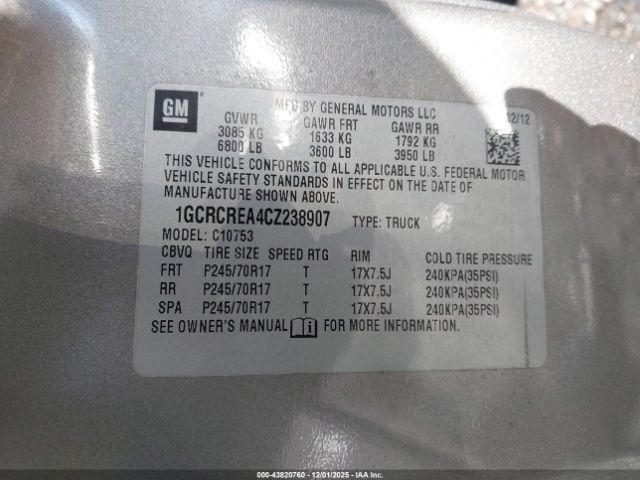 GM
MFD BY GENERAL MOTORS LLC
GVWR GAWR FRT GAWR RR 02/12
3085 KG 1633 KG 1792 KG
6800 LB 3600 LB 3950 LB
THIS VEHICLE CONFORMS TO ALL APPLICABLE U.S. FEDERAL MOTOR
VEHICLE SAFETY STANDARDS IN EFFECT ON THE DATE OF
MANUFACTURE SHOWN ABOVE.
1GCRCREA4CZ238907 TYPE: TRUCK
MODEL: C10753
CBVQ TIRE SIZE SPEED RTG RIM COLD TIRE PRESSURE
FRT P245/70R17 T 17X7.5J 240KPA(35PSI)
RR P245/70R17 T 17X7.5J 240KPA(35PSI)
SPA P245/70R17 T 17X7.5J 240KPA(35PSI)
SEE OWNER'S MANUAL FOR MORE INFORMATION.
000-43820760 - 12/01/2025 - IAAI.COM